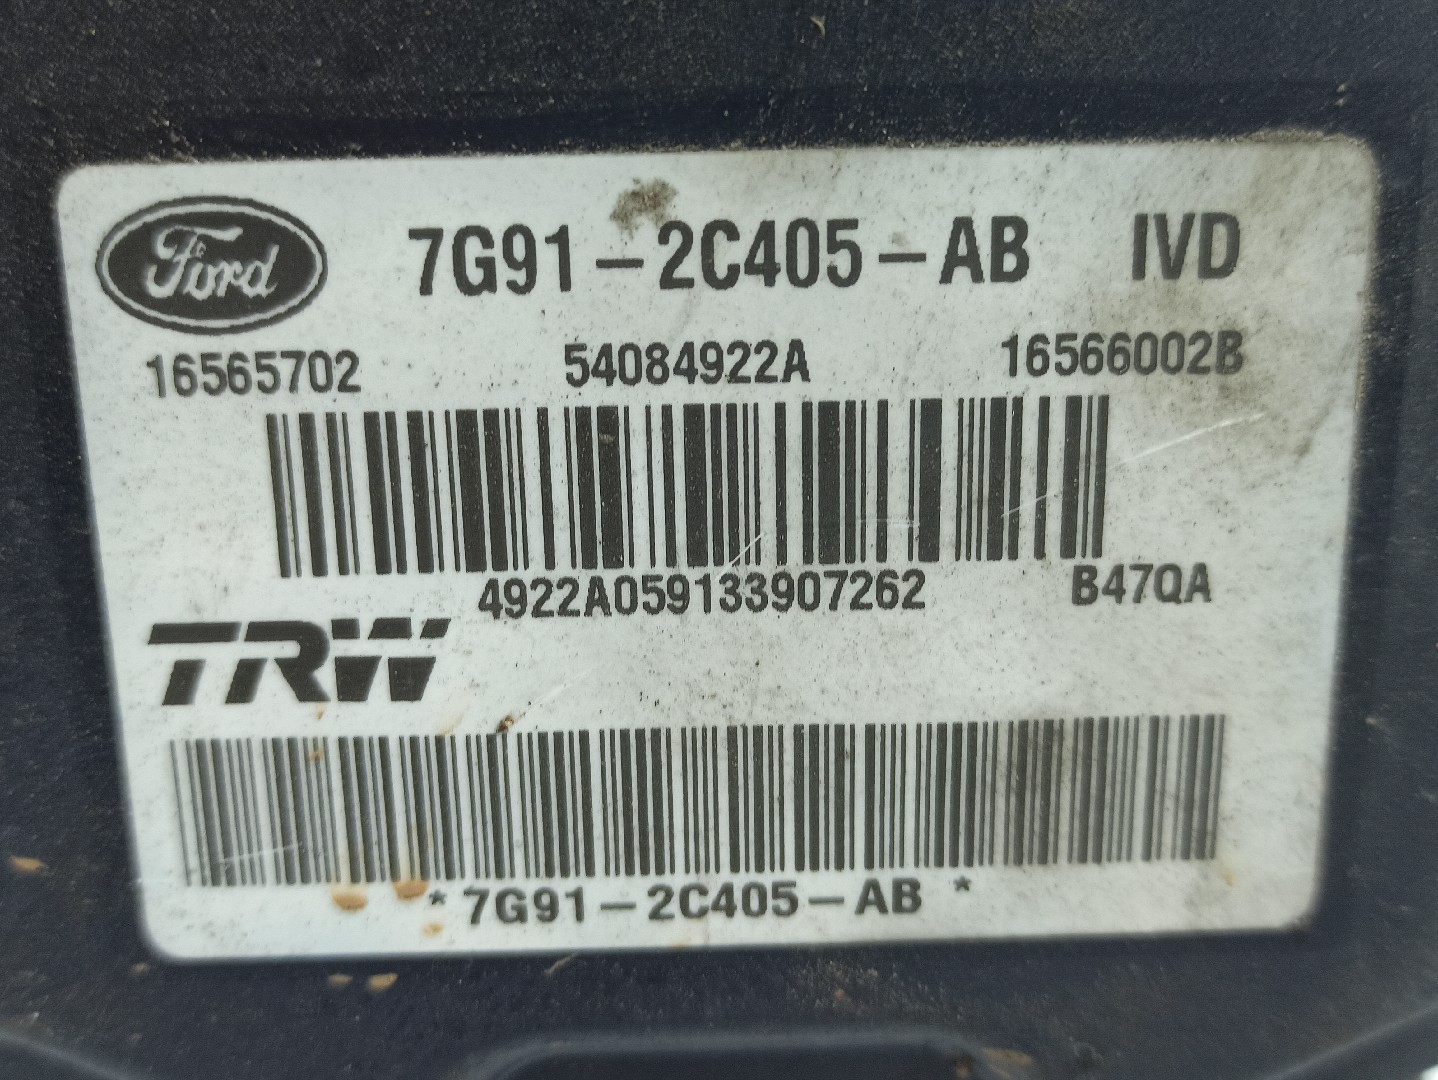 Ford 7G91-2C405-AB IVD
16565702 54084922A 16566002B
4922A059133907262 B47QA
TRW
* 7G91-2C405-AB *